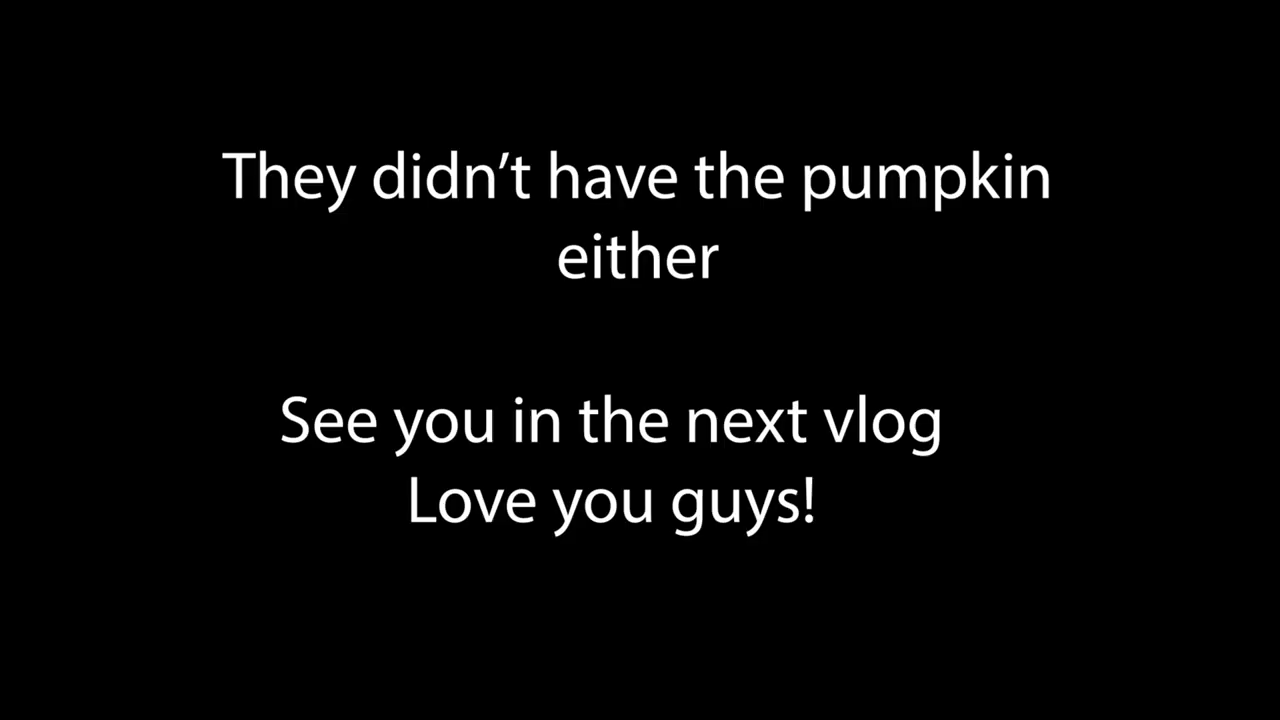 They didn’t have the pumpkin
either
See you in the next vlog
Love you guys!